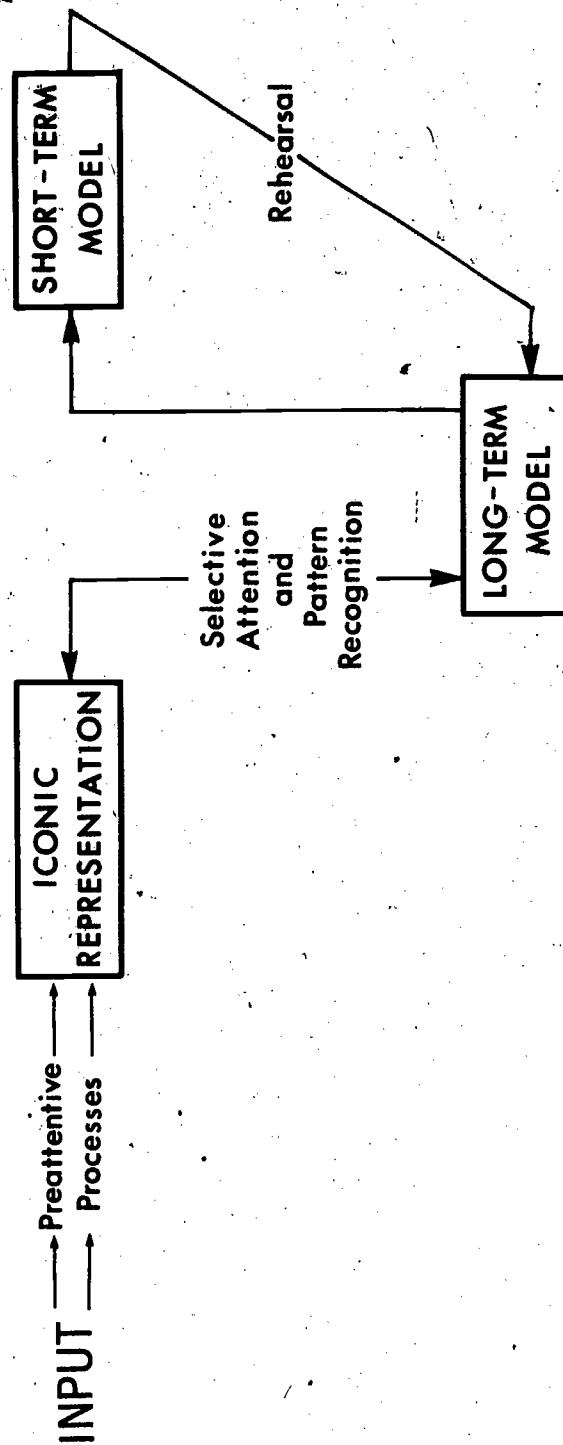 INPUT
Preattentive
Processes
ICONIC
REPRESENTATION
Selective
Attention
and
Pattern
Recognition
LONG-TERM
MODEL
SHORT-TERM
MODEL
Rehearsal